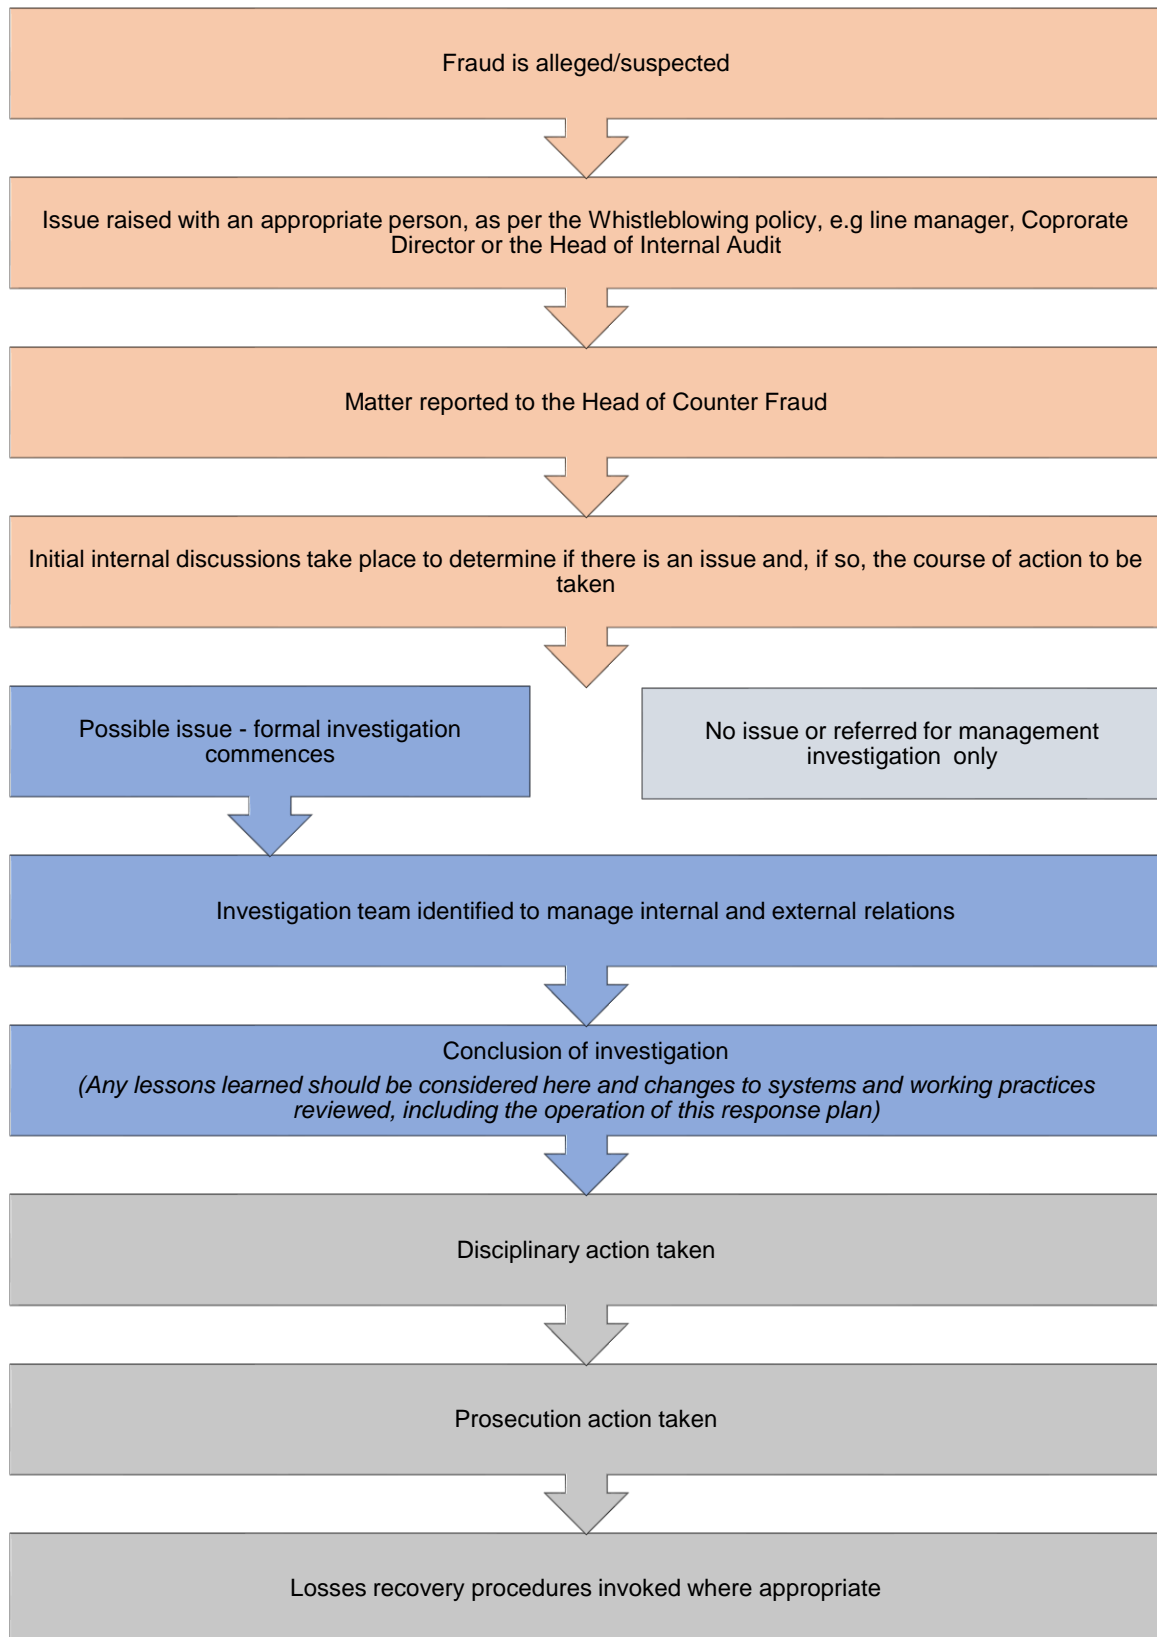 Fraud is alleged/suspected
Issue raised with an appropriate person, as per the Whistleblowing policy, e.g line manager, Coprorate
Director or the Head of Internal Audit
Matter reported to the Head of Counter Fraud
Initial internal discussions take place to determine if there is an issue and, if so, the course of action to be
taken
Possible issue - formal investigation
commences
No issue or referred for management
investigation only
Investigation team identified to manage internal and external relations
Conclusion of investigation
(Any lessons learned should be considered here and changes to systems and working practices
reviewed, including the operation of this response plan)
Disciplinary action taken
Prosecution action taken
Losses recovery procedures invoked where appropriate